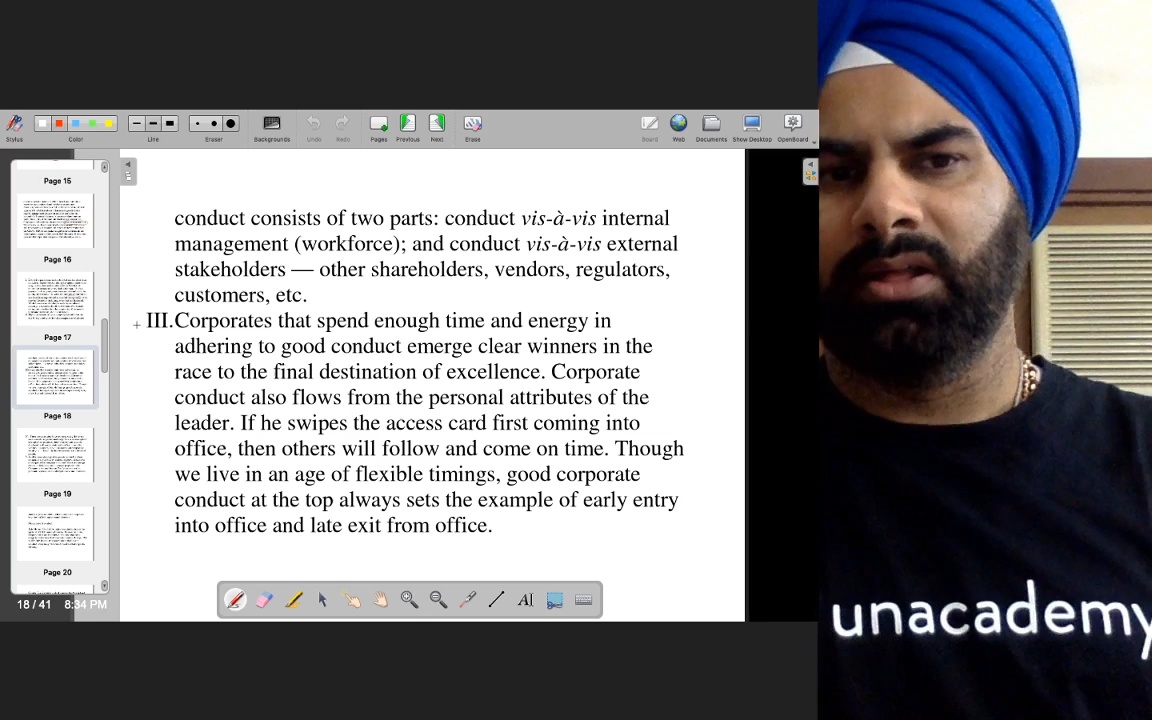 Stylus
Color
Line
Eraser
Backgrounds
Undo
Redo
Pages
Previous
Next
Erase
Board
Web
Documents
Show Desktop
OpenBoard
Page 15
Page 16
Page 17
Page 18
Page 19
Page 20
18 / 41 8:34 PM
conduct consists of two parts: conduct vis-à-vis internal
management (workforce); and conduct vis-à-vis external
stakeholders — other shareholders, vendors, regulators,
customers, etc.
III.Corporates that spend enough time and energy in
adhering to good conduct emerge clear winners in the
race to the final destination of excellence. Corporate
conduct also flows from the personal attributes of the
leader. If he swipes the access card first coming into
office, then others will follow and come on time. Though
we live in an age of flexible timings, good corporate
conduct at the top always sets the example of early entry
into office and late exit from office.
AI
unacademy